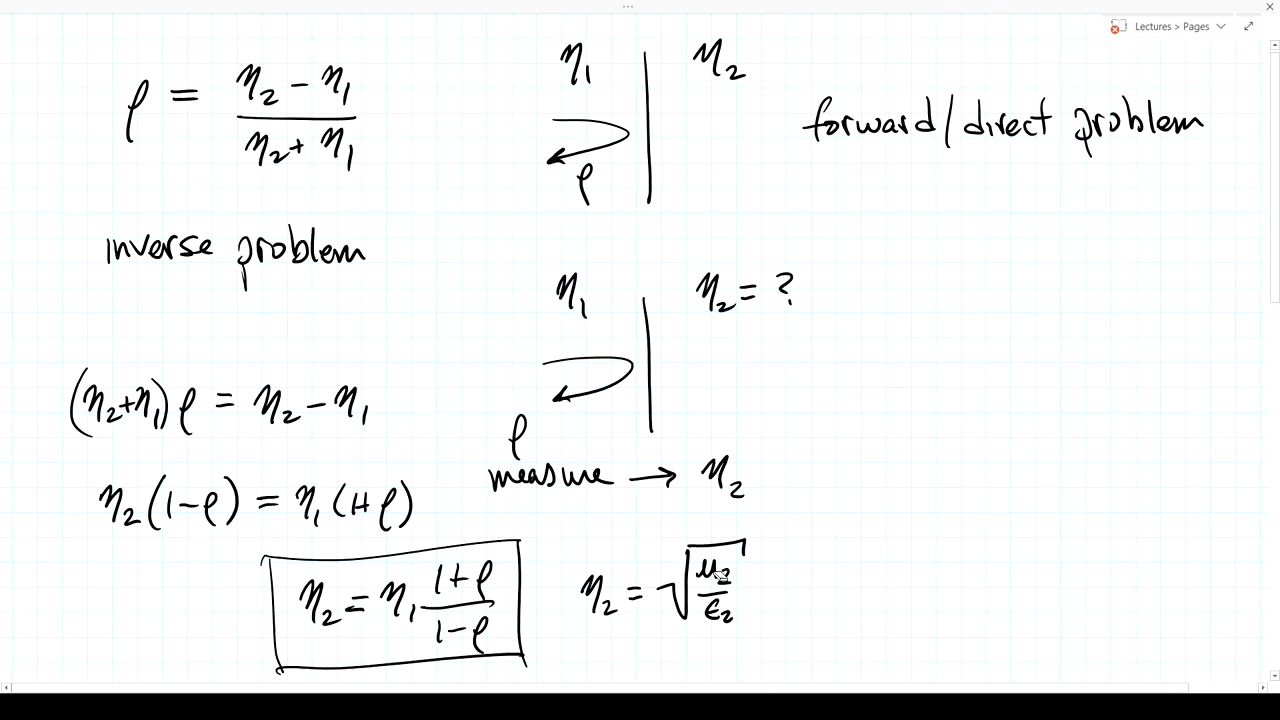 Lectures > Pages
η₁ η₂
ρ = (η₂ − η₁)/(η₂ + η₁)
forward/direct problem
ρ
inverse problem
η₁ η₂ = ?
(η₂+η₁)ρ = η₂ − η₁
ρ
measure → η₂
η₂(1−ρ) = η₁(1+ρ)
η₂ = η₁ (1+ρ)/(1−ρ)
η₂ = √(μ₂/ε₂)